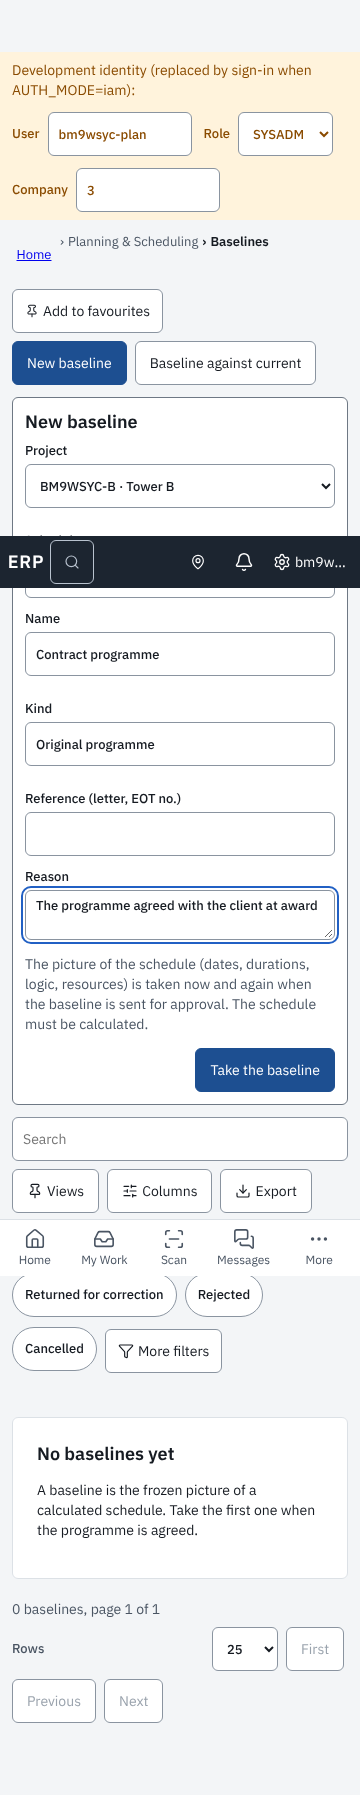 Development identity (replaced by sign-in when
AUTH_MODE=iam):
User bm9wsyc-plan Role SYSADM
Company 3
Home › Planning & Scheduling › Baselines
Add to favourites
New baseline Baseline against current
New baseline
Project
BM9WSYC-B · Tower B
ERP bm9w...
Name
Contract programme
Kind
Original programme
Reference (letter, EOT no.)
Reason
The programme agreed with the client at award
The picture of the schedule (dates, durations,
logic, resources) is taken now and again when
the baseline is sent for approval. The schedule
must be calculated.
Take the baseline
Search
Views Columns Export
Home My Work Scan Messages More
Returned for correction Rejected
Cancelled More filters
No baselines yet
A baseline is the frozen picture of a
calculated schedule. Take the first one when
the programme is agreed.
0 baselines, page 1 of 1
Rows 25 First
Previous Next